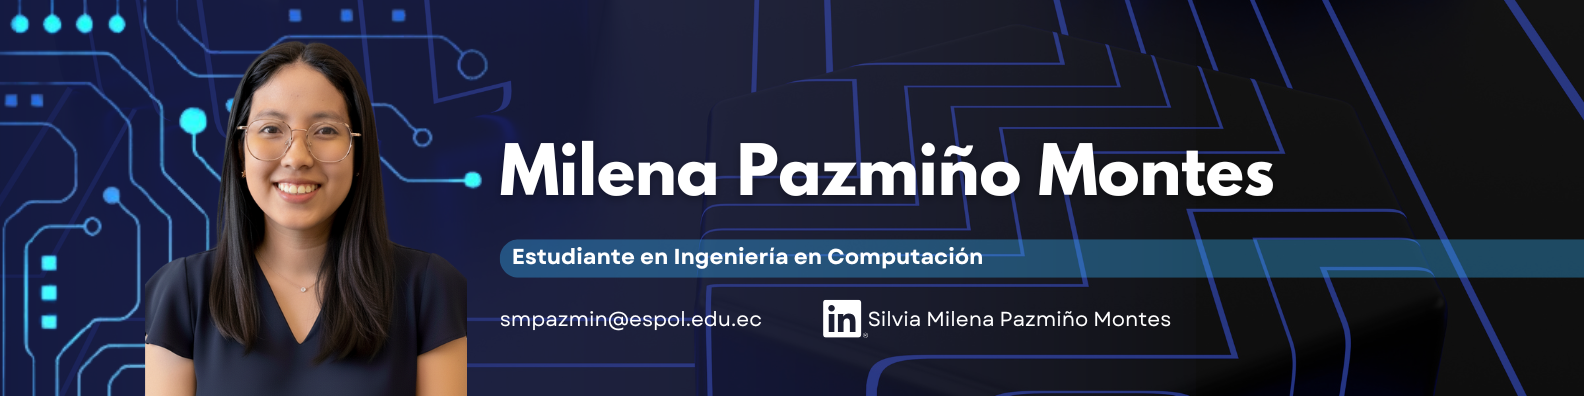 Milena Pazmiño Montes
Estudiante en Ingeniería en Computación
smpazmin@espol.edu.ec
in Silvia Milena Pazmiño Montes